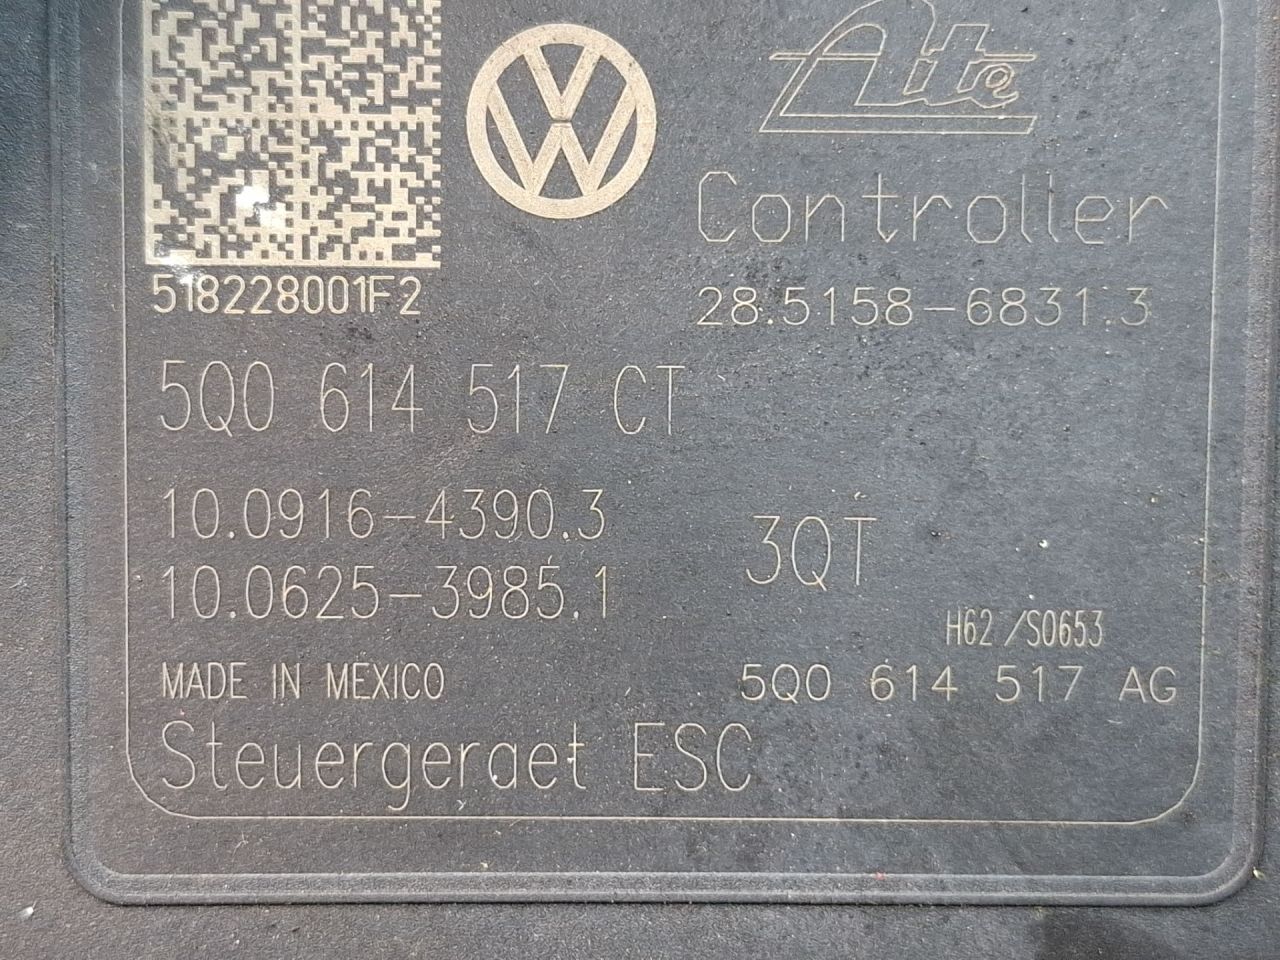 VW
Ate
Controller
518228001F2
28.5158-6831.3
5Q0 614 517 CT
10.0916-4390.3
3QT
10.0625-3985.1
H62/S0653
MADE IN MEXICO
5Q0 614 517 AG
Steuergeraet ESC